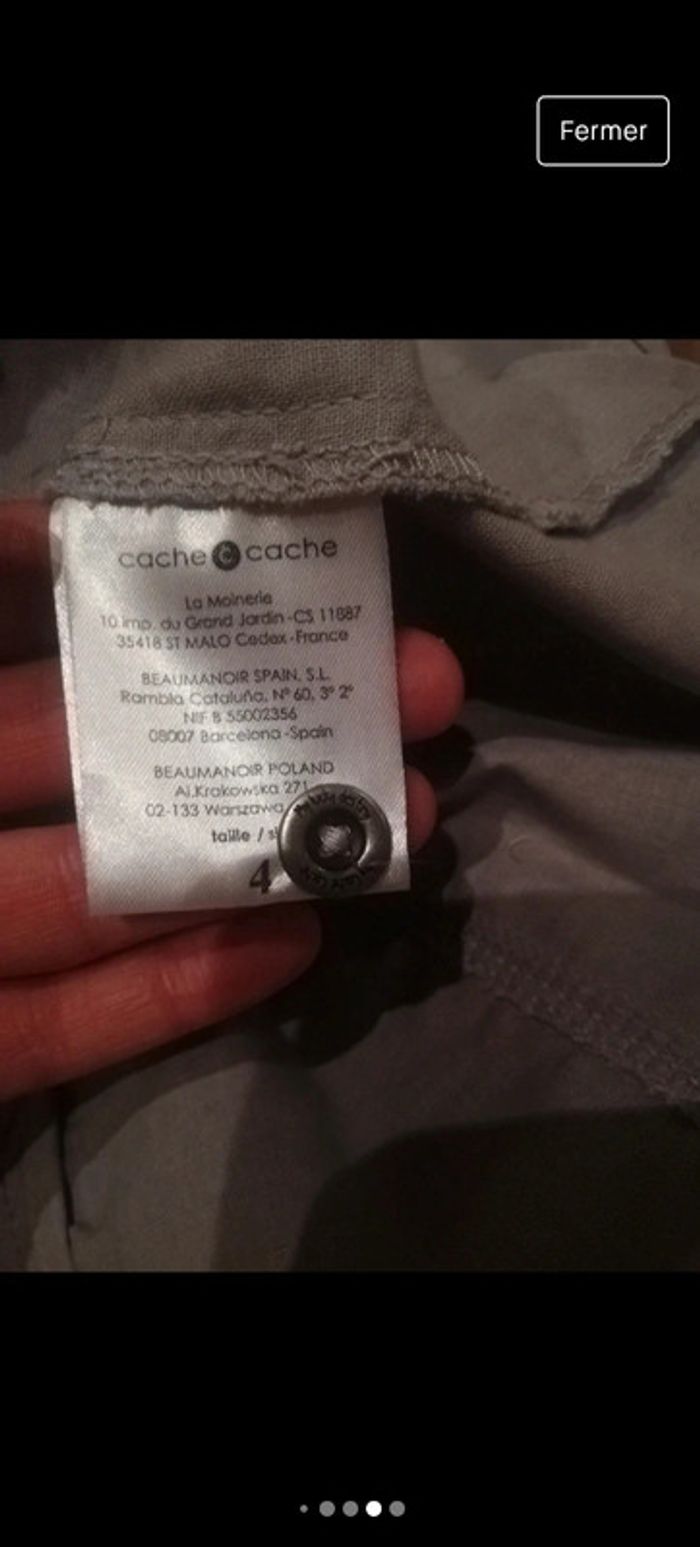 Fermer
cache cache
La Moinerie
10 imp. du Grand Jardin-CS 11887
35418 ST MALO Cedex-France
BEAUMANOIR SPAIN, S.L.
Rambla Cataluña, Nº 60, 3º 2º
NIF B 55002356
08007 Barcelona-Spain
BEAUMANOIR POLAND
Al.Krakowska 271
02-133 Warszawa
taille /
4